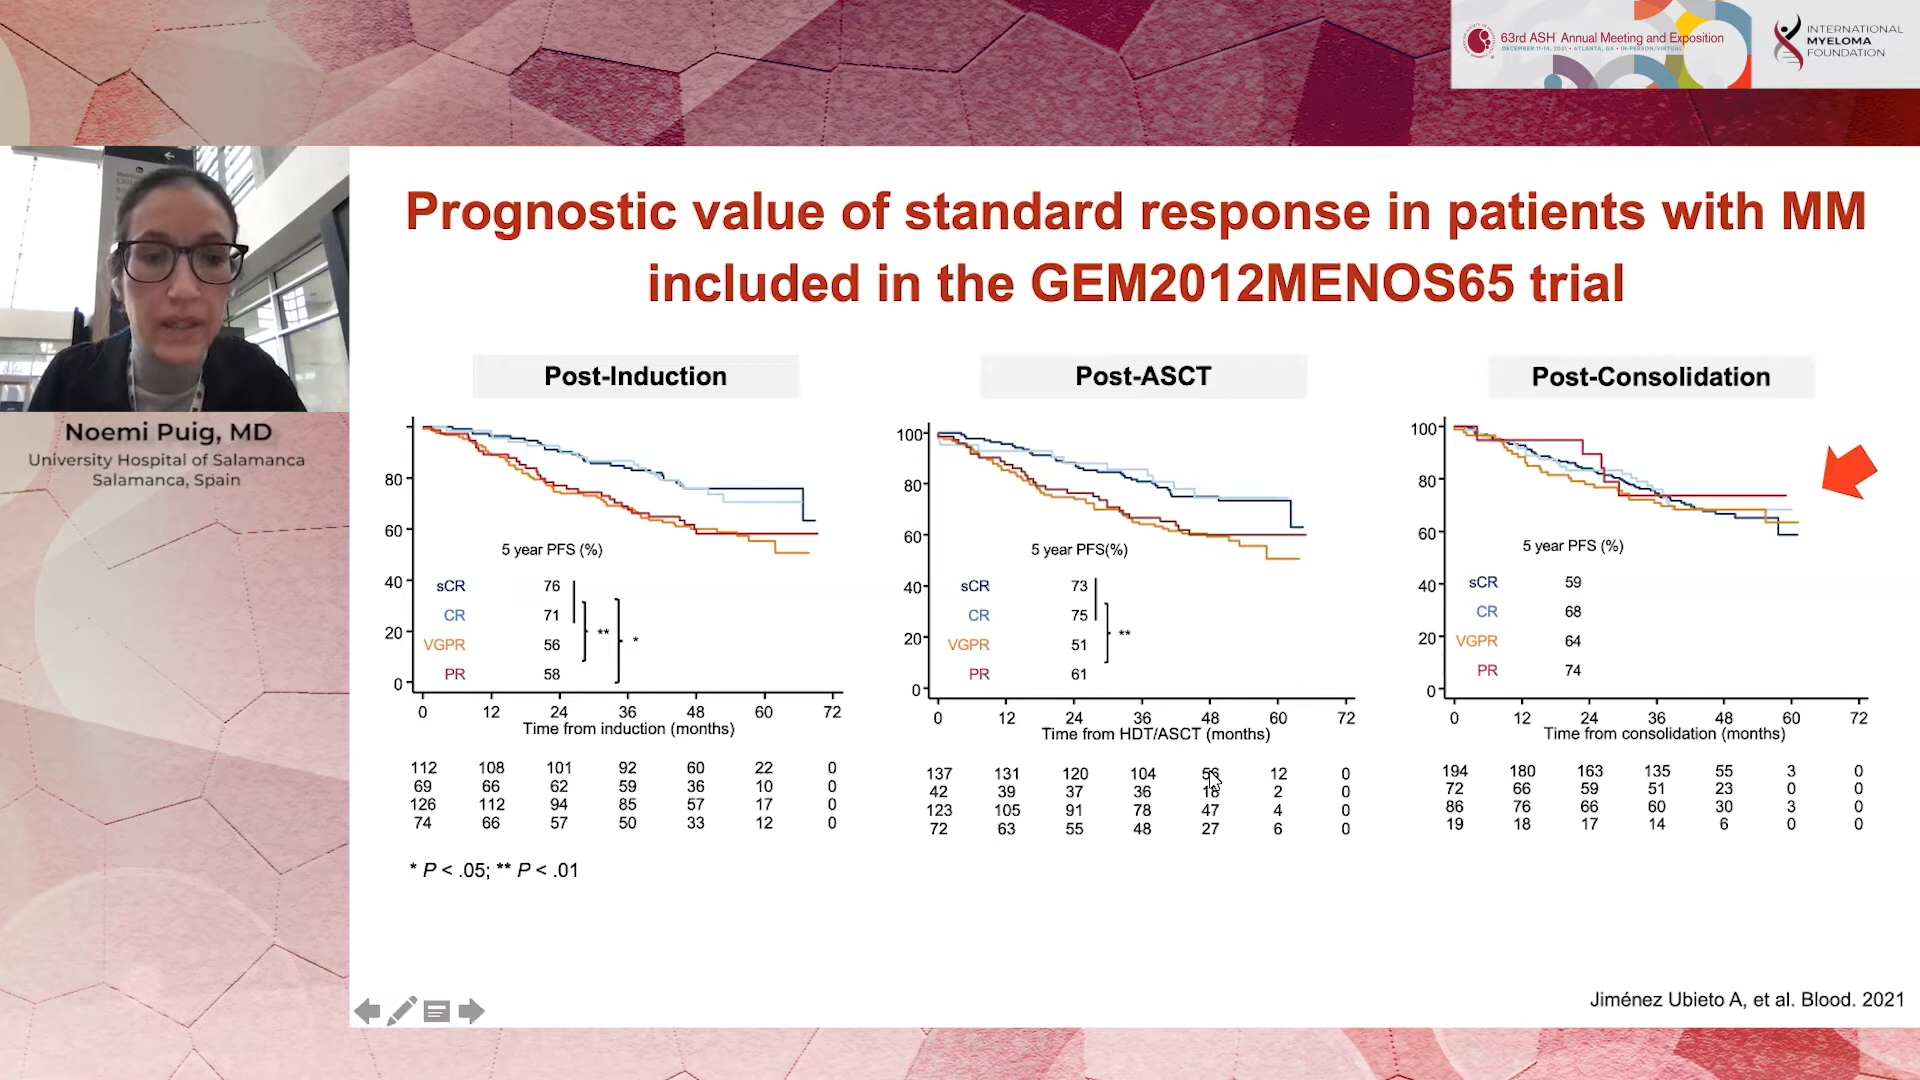 63rd ASH Annual Meeting and Exposition
DECEMBER 11-14, 2021 • ATLANTA, GA • IN-PERSON/VIRTUAL
INTERNATIONAL
MYELOMA
FOUNDATION
Noemi Puig, MD
University Hospital of Salamanca
Salamanca, Spain
Prognostic value of standard response in patients with MM
included in the GEM2012MENOS65 trial
Post-Induction
80
60
40
20
0
5 year PFS (%)
sCR 76
CR 71
VGPR 56
PR 58
** *
0 12 24 36 48 60 72
Time from induction (months)
112 108 101 92 60 22 0
69 66 62 59 36 10 0
126 112 94 85 57 17 0
74 66 57 50 33 12 0
* P < .05; ** P < .01
Post-ASCT
100
80
60
40
20
0
5 year PFS(%)
sCR 73
CR 75
VGPR 51
PR 61
**
0 12 24 36 48 60 72
Time from HDT/ASCT (months)
137 131 120 104 12 0
42 39 37 36 2 0
123 105 91 78 47 4 0
72 63 55 48 27 6 0
Post-Consolidation
100
80
60
40
20
0
5 year PFS (%)
sCR 59
CR 68
VGPR 64
PR 74
0 12 24 36 48 60 72
Time from consolidation (months)
194 180 163 135 55 3 0
72 66 59 51 23 0 0
86 76 66 60 30 3 0
19 18 17 14 6 0 0
Jiménez Ubieto A, et al. Blood. 2021